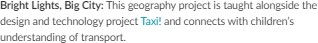 Bright Lights, Big City: This geography project is taught alongside the
design and technology project Taxi! and connects with children's
understanding of transport.